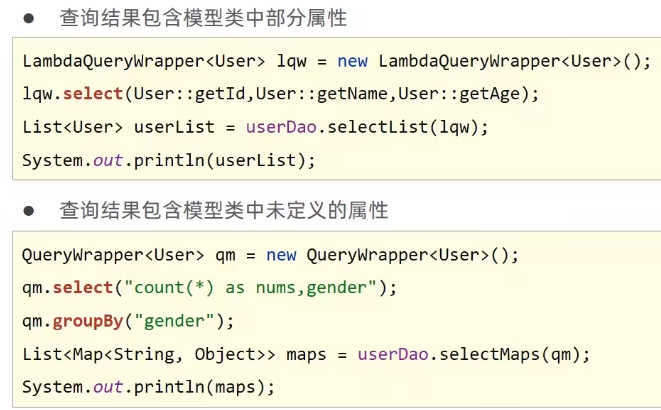 ● 查询结果包含模型类中部分属性
LambdaQueryWrapper<User> lqw = new LambdaQueryWrapper<User>();
lqw.select(User::getId,User::getName,User::getAge);
List<User> userList = userDao.selectList(lqw);
System.out.println(userList);
● 查询结果包含模型类中未定义的属性
QueryWrapper<User> qm = new QueryWrapper<User>();
qm.select("count(*) as nums,gender");
qm.groupBy("gender");
List<Map<String, Object>> maps = userDao.selectMaps(qm);
System.out.println(maps);